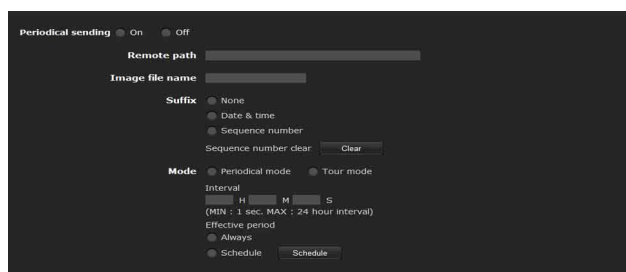 Periodical sending On Off
Remote path
Image file name
Suffix None
Date & time
Sequence number
Sequence number clear Clear
Mode Periodical mode Tour mode
Interval
H M S
(MIN : 1 sec. MAX : 24 hour interval)
Effective period
Always
Schedule Schedule